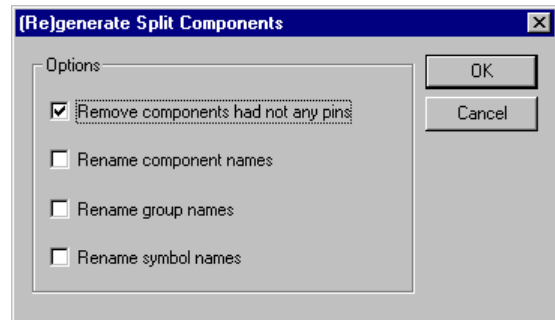 (Re)generate Split Components
Options
Remove components had not any pins
Rename component names
Rename group names
Rename symbol names
OK
Cancel